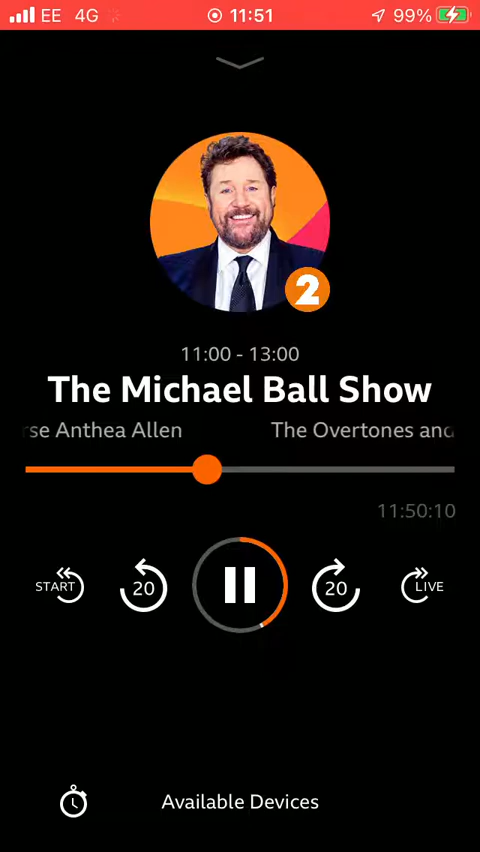 EE 4G 11:51 99%
2
11:00 - 13:00
The Michael Ball Show
rse Anthea Allen The Overtones and
11:50:10
START 20 20 LIVE
Available Devices